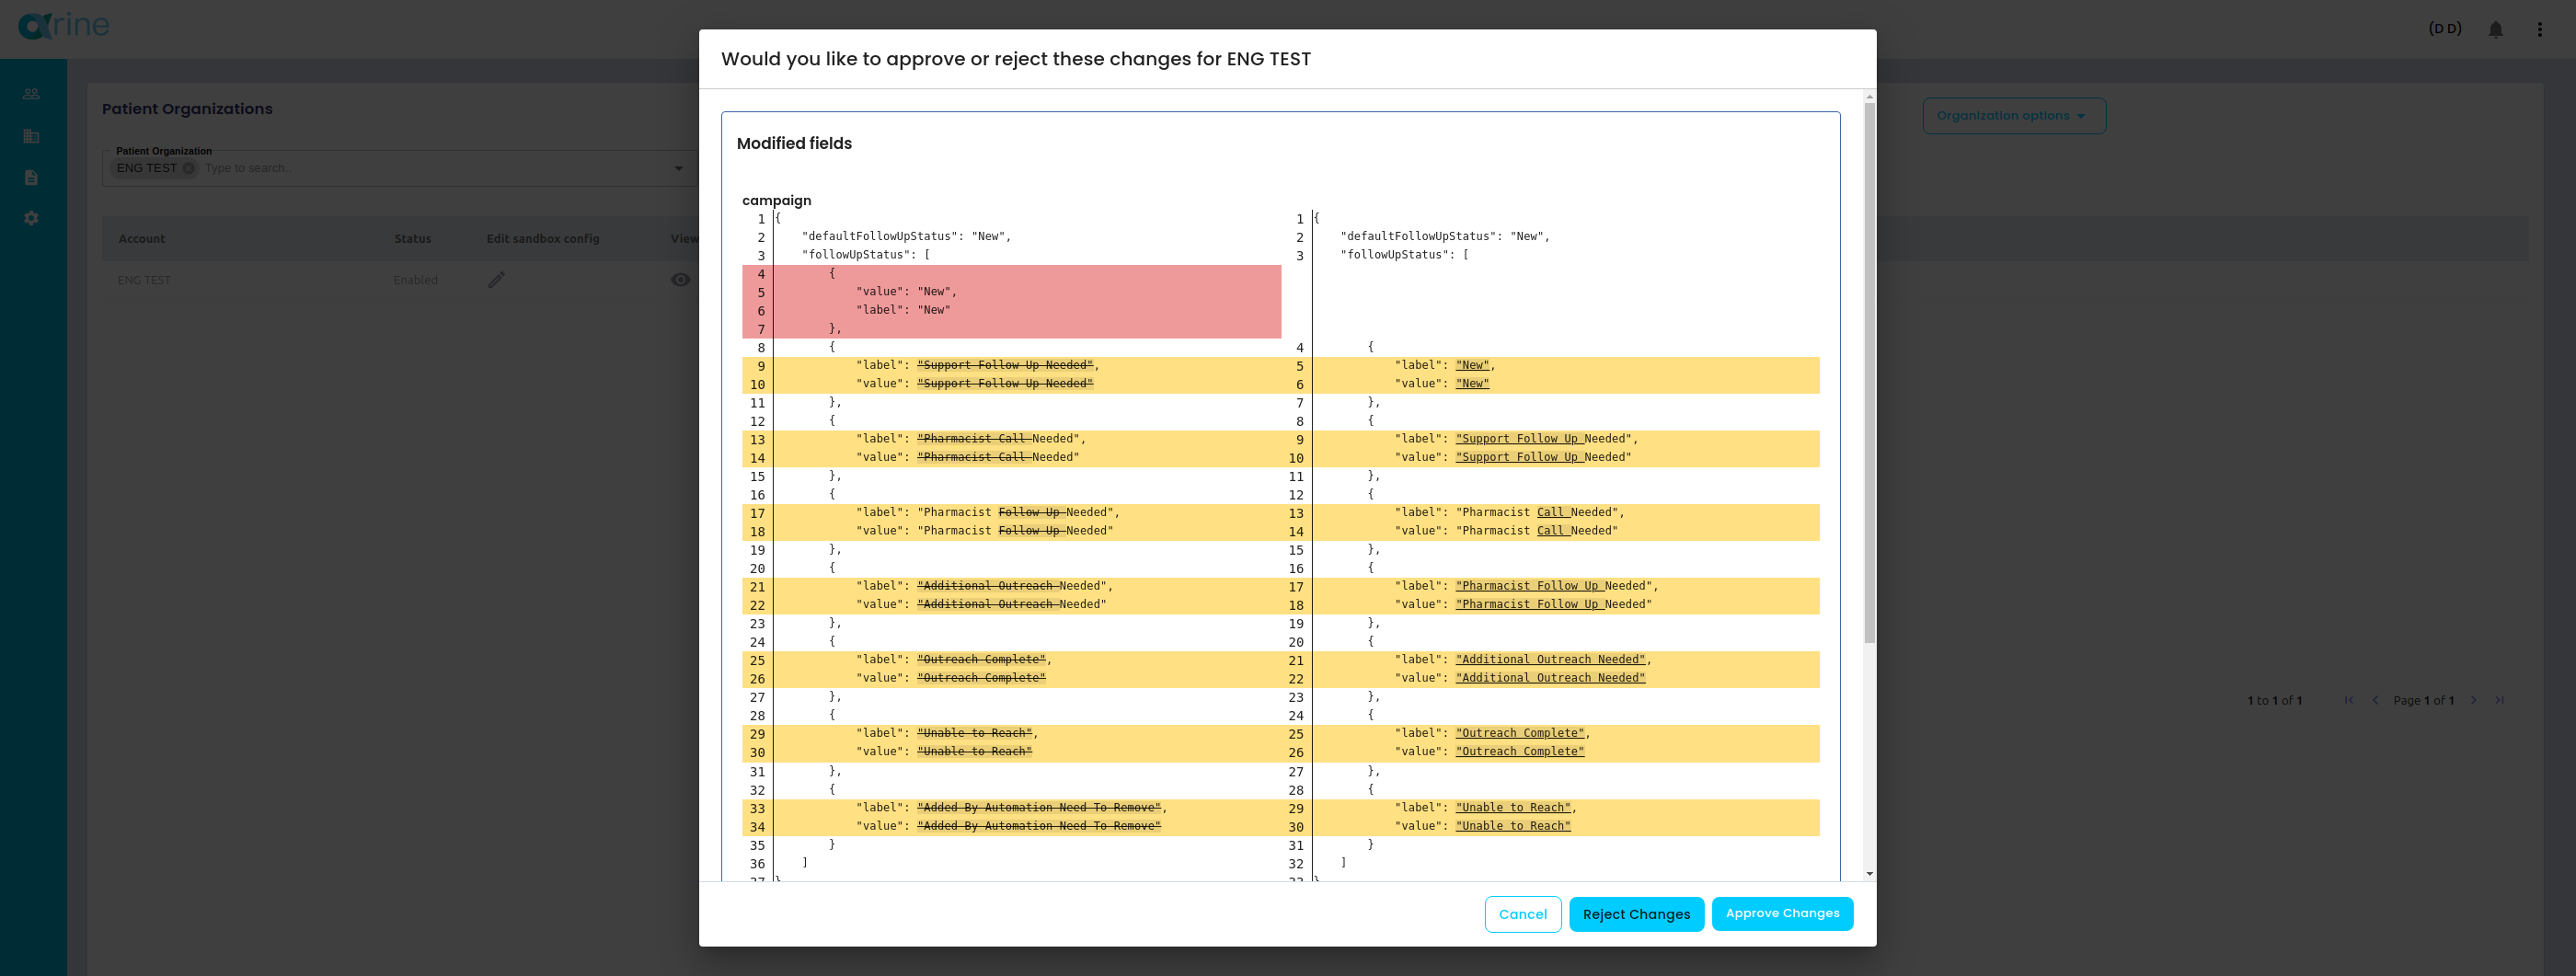 arine
(D D)
Would you like to approve or reject these changes for ENG TEST
Patient Organizations
Organization options
Patient Organization
ENG TEST
Type to search...
Account Status Edit sandbox config View
ENG TEST Enabled
Modified fields
campaign
1 { 1 {
2 "defaultFollowUpStatus": "New", 2 "defaultFollowUpStatus": "New",
3 "followUpStatus": [ 3 "followUpStatus": [
4 {
5 "value": "New",
6 "label": "New"
7 },
8 { 4 {
9 "label": "Support Follow Up Needed", 5 "label": "New",
10 "value": "Support Follow Up Needed" 6 "value": "New"
11 }, 7 },
12 { 8 {
13 "label": "Pharmacist Call Needed", 9 "label": "Support Follow Up Needed",
14 "value": "Pharmacist Call Needed" 10 "value": "Support Follow Up Needed"
15 }, 11 },
16 { 12 {
17 "label": "Pharmacist Follow Up Needed", 13 "label": "Pharmacist Call Needed",
18 "value": "Pharmacist Follow Up Needed" 14 "value": "Pharmacist Call Needed"
19 }, 15 },
20 { 16 {
21 "label": "Additional Outreach Needed", 17 "label": "Pharmacist Follow Up Needed",
22 "value": "Additional Outreach Needed" 18 "value": "Pharmacist Follow Up Needed"
23 }, 19 },
24 { 20 {
25 "label": "Outreach Complete", 21 "label": "Additional Outreach Needed",
26 "value": "Outreach Complete" 22 "value": "Additional Outreach Needed"
27 }, 23 },
28 { 24 {
29 "label": "Unable to Reach", 25 "label": "Outreach Complete",
30 "value": "Unable to Reach" 26 "value": "Outreach Complete"
31 }, 27 },
32 { 28 {
33 "label": "Added By Automation Need To Remove", 29 "label": "Unable to Reach",
34 "value": "Added By Automation Need To Remove" 30 "value": "Unable to Reach"
35 } 31 }
36 ] 32 ]
37 } 33 }
1 to 1 of 1 Page 1 of 1
Cancel Reject Changes Approve Changes